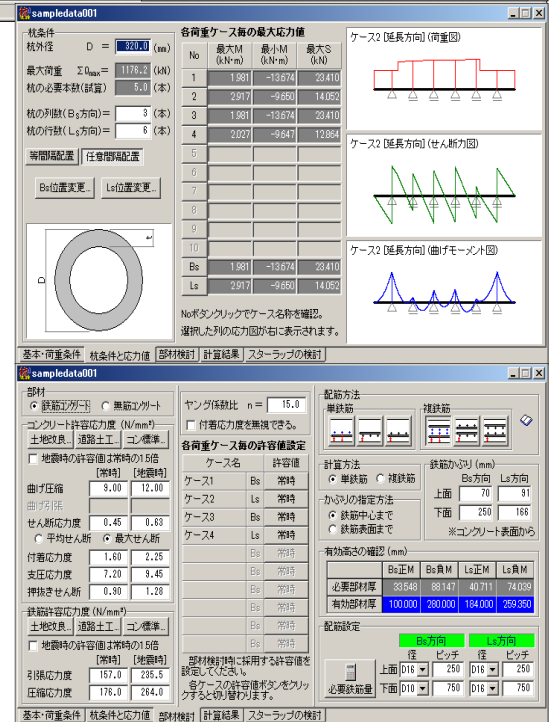 sampledata001
杭条件
杭外径 D = 320.0 (mm)
最大荷重 ΣQmax= 1176.2 (kN)
杭の必要本数(試算) 5.0 (本)
杭の列数(Bs方向)= 3 (本)
杭の行数(Ls方向)= 6 (本)
等間隔配置 任意間隔配置
Bs位置変更... Ls位置変更...
t
D
各荷重ケース毎の最大応力値
No 最大M (kN・m) 最小M (kN・m) 最大S (kN)
1 1.981 -13.674 23.410
2 2.917 -9.650 14.052
3 1.981 -13.674 23.410
4 2.027 -9.647 12.864
5
6
7
8
9
10
Bs 1.981 -13.674 23.410
Ls 2.917 -9.650 14.052
Noボタンクリックでケース名称を確認。
選択した列の応力図が右に表示されます。
ケース2 [延長方向] (荷重図)
ケース2 [延長方向] (せん断力図)
ケース2 [延長方向] (曲げモーメント図)
基本・荷重条件 杭条件と応力値 部材検討 計算結果 スターラップの検討
sampledata001
部材
鉄筋コンクリート 無筋コンクリート
コンクリート許容応力度 (N/mm²)
土地改良... 道路土工... コン標準...
地震時の許容値は常時の1.5倍
[常時] [地震時]
曲げ圧縮 9.00 12.00
曲げ引張
せん断応力度 0.45 0.63
平均せん断 最大せん断
付着応力度 1.60 2.25
支圧応力度 7.20 9.45
押抜きせん断 0.90 1.28
鉄筋許容応力度 (N/mm²)
土地改良... 道路土工... コン標準...
地震時の許容値は常時の1.5倍
[常時] [地震時]
引張応力度 157.0 235.5
圧縮応力度 176.0 264.0
ヤング係数比 n = 15.0
付着応力度を無視できる。
各荷重ケース毎の許容値設定
ケース名 許容値
ケース1 Bs 常時
ケース2 Ls 常時
ケース3 Bs 常時
ケース4 Ls 常時
Bs 常時
Bs 常時
Bs 常時
Bs 常時
Bs 常時
Bs 常時
部材検討時に採用する許容値を
設定してください。
各ケースの許容値ボタンをクリッ
クすると切り替わります。
配筋方法
単鉄筋 複鉄筋
計算方法
単鉄筋 複鉄筋
かぶりの指定方法
鉄筋中心まで
鉄筋表面まで
鉄筋かぶり (mm)
Bs方向 Ls方向
上面 70 91
下面 250 166
※コンクリート表面から
有効高さの確認 (mm)
Bs正M Bs負M Ls正M Ls負M
必要部材厚 33.548 88.147 40.711 74.039
有効部材厚 100.000 280.000 184.000 259.350
配筋設定
Bs方向 Ls方向
径 ピッチ 径 ピッチ
上面 D16 250 D16 250
下面 D10 750 D16 750
必要鉄筋量
基本・荷重条件 杭条件と応力値 部材検討 計算結果 スターラップの検討